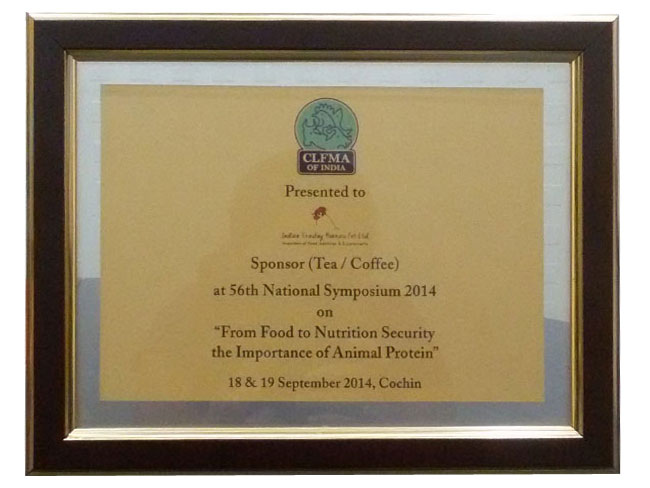 CLFMA
OF INDIA
Presented to
Sponsor (Tea / Coffee)
at 56th National Symposium 2014
on
“From Food to Nutrition Security
the Importance of Animal Protein”
18 & 19 September 2014, Cochin